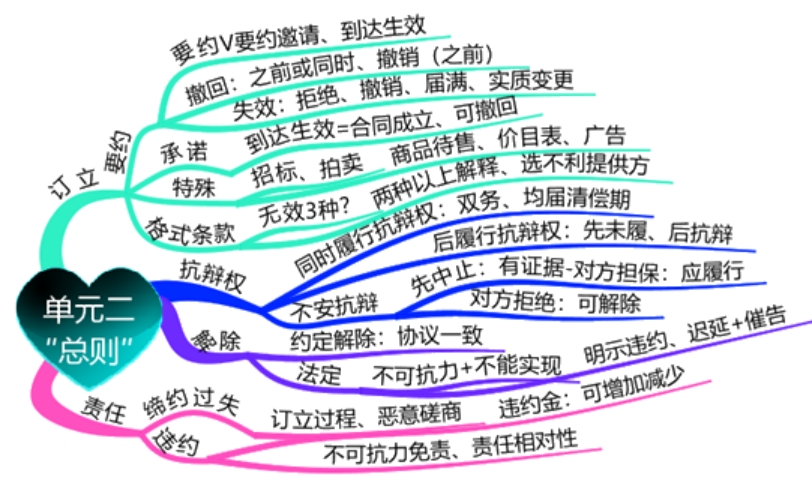 要约V要约邀请、到达生效
撤回：之前或同时、撤销（之前）
失效：拒绝、撤销、届满、实质变更
要约
订立
承诺
到达生效=合同成立、可撤回
特殊
招标、拍卖
商品待售、价目表、广告
格式条款
无效3种？
两种以上解释、选不利提供方
单元二
“总则”
抗辩权
同时履行抗辩权：双务、均届清偿期
后履行抗辩权：先未履、后抗辩
不安抗辩
先中止：有证据-对方担保：应履行
对方拒绝：可解除
解除
约定解除：协议一致
法定
不可抗力+不能实现
明示违约、迟延+催告
责任
缔约过失
订立过程、恶意磋商
违约
违约金：可增加减少
不可抗力免责、责任相对性